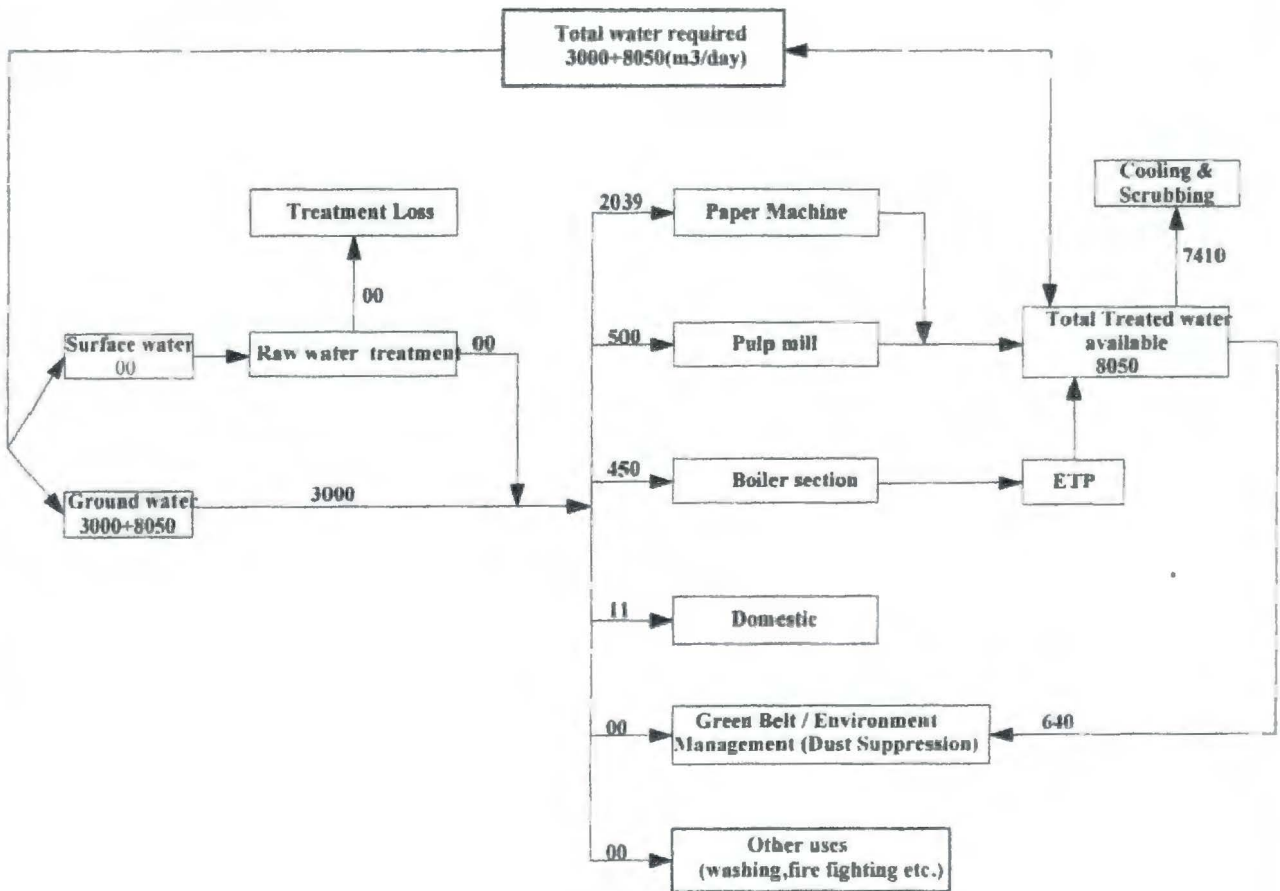 Total water required
3000+8050(m3/day)
Cooling &
Scrubbing
Treatment Loss
2039
Paper Machine
7410
00
Surface water
00
Raw water treatment
00
500
Pulp mill
Total Treated water
available
8050
450
Boiler section
ETP
Ground water
3000+8050
3000
11
Domestic
00
Green Belt / Environment
Management (Dust Suppression)
640
00
Other uses
(washing,fire fighting etc.)